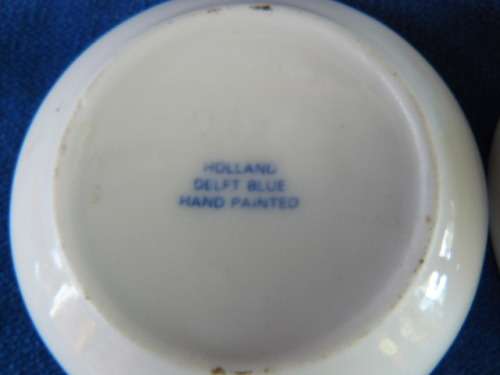 HOLLAND
DELFT BLUE
HAND PAINTED